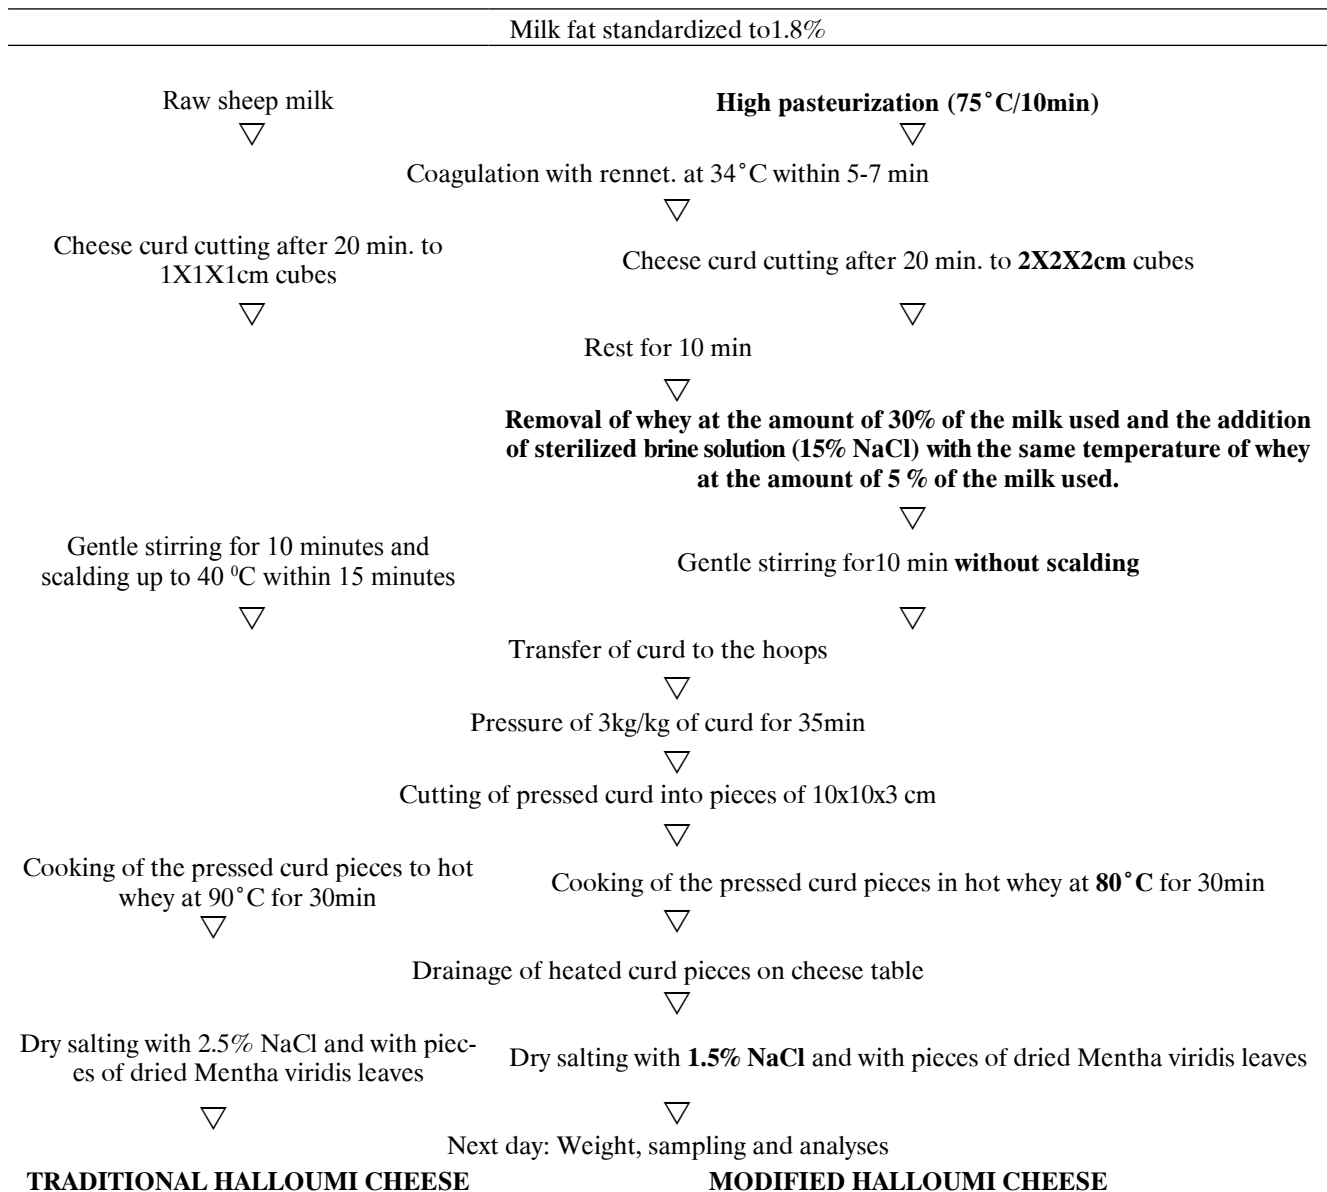 Milk fat standardized to1.8%
Raw sheep milk
High pasteurization (75°C/10min)
Coagulation with rennet. at 34°C within 5-7 min
Cheese curd cutting after 20 min. to
1X1X1cm cubes
Cheese curd cutting after 20 min. to 2X2X2cm cubes
Rest for 10 min
Removal of whey at the amount of 30% of the milk used and the addition
of sterilized brine solution (15% NaCl) with the same temperature of whey
at the amount of 5 % of the milk used.
Gentle stirring for 10 minutes and
scalding up to 40 ⁰C within 15 minutes
Gentle stirring for10 min without scalding
Transfer of curd to the hoops
Pressure of 3kg/kg of curd for 35min
Cutting of pressed curd into pieces of 10x10x3 cm
Cooking of the pressed curd pieces to hot
whey at 90°C for 30min
Cooking of the pressed curd pieces in hot whey at 80°C for 30min
Drainage of heated curd pieces on cheese table
Dry salting with 2.5% NaCl and with piec-
es of dried Mentha viridis leaves
Dry salting with 1.5% NaCl and with pieces of dried Mentha viridis leaves
Next day: Weight, sampling and analyses
TRADITIONAL HALLOUMI CHEESE
MODIFIED HALLOUMI CHEESE